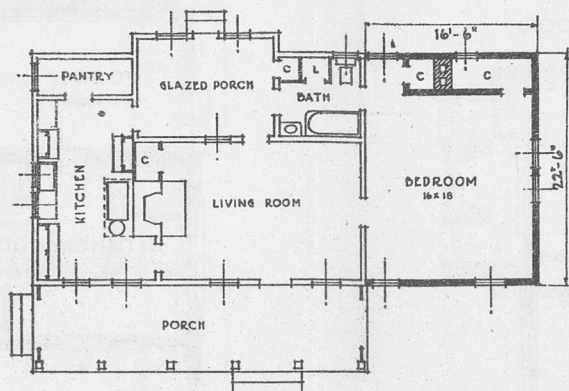 16'-6"
PANTRY
GLAZED PORCH
C
L
C
C
BATH
KITCHEN
C
LIVING ROOM
BEDROOM
16 x 18
22'-6"
PORCH